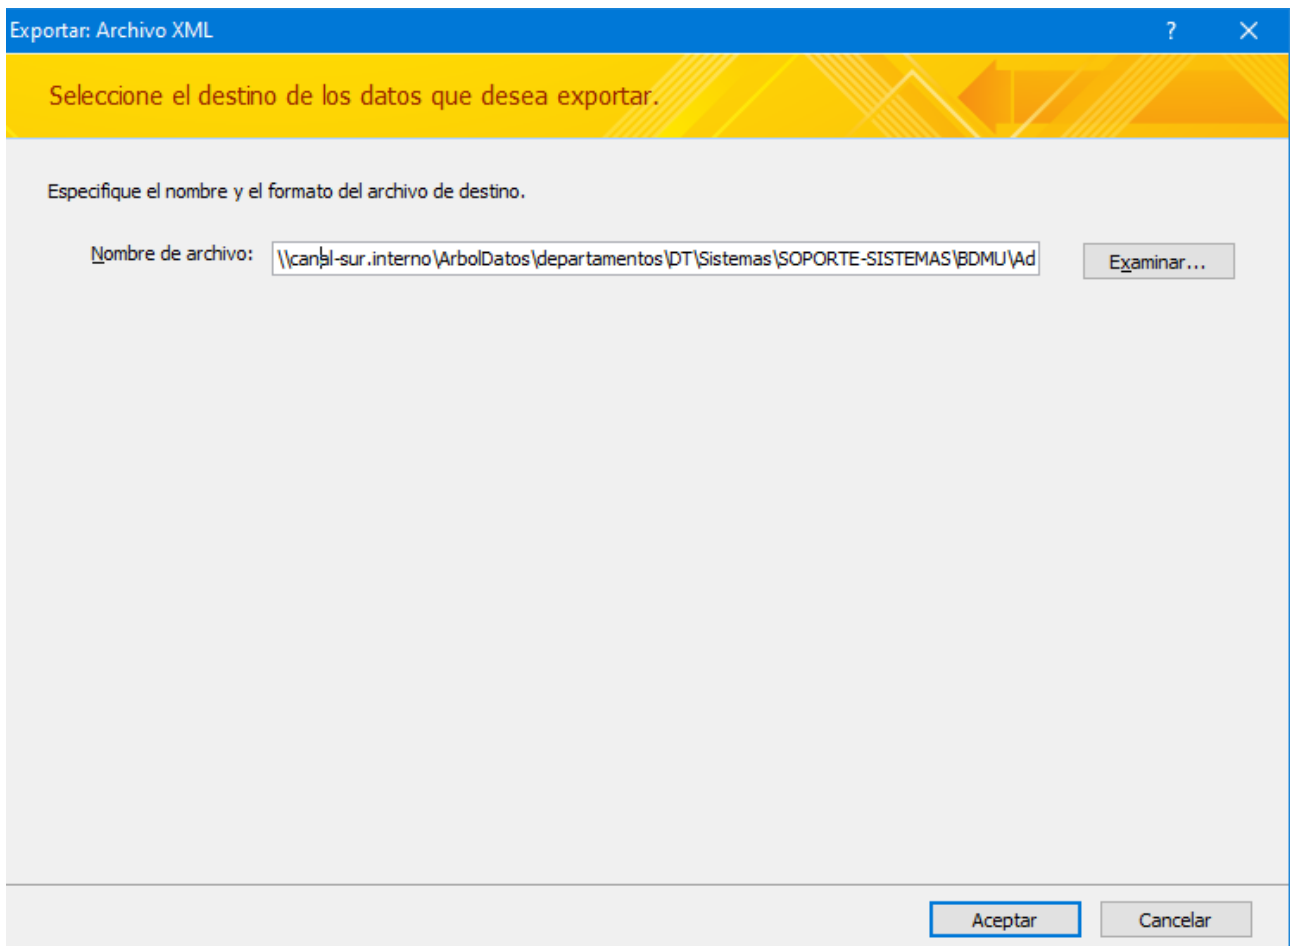 Exportar: Archivo XML
Seleccione el destino de los datos que desea exportar.
Especifique el nombre y el formato del archivo de destino.
Nombre de archivo: \\canal-sur.interno\ArbolDatos\departamentos\DT\Sistemas\SOPORTE-SISTEMAS\BDMU\Ad Examinar...
Aceptar Cancelar